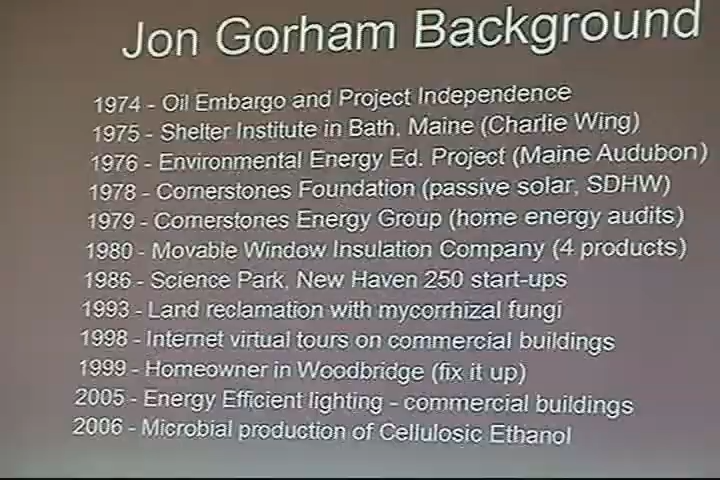 Jon Gorham Background
1974 - Oil Embargo and Project Independence
1975 - Shelter Institute in Bath, Maine (Charlie Wing)
1976 - Environmental Energy Ed. Project (Maine Audubon)
1978 - Cornerstones Foundation (passive solar, SDHW)
1979 - Cornerstones Energy Group (home energy audits)
1980 - Movable Window Insulation Company (4 products)
1986 - Science Park, New Haven 250 start-ups
1993 - Land reclamation with mycorrhizal fungi
1998 - Internet virtual tours on commercial buildings
1999 - Homeowner in Woodbridge (fix it up)
2005 - Energy Efficient lighting - commercial buildings
2006 - Microbial production of Cellulosic Ethanol